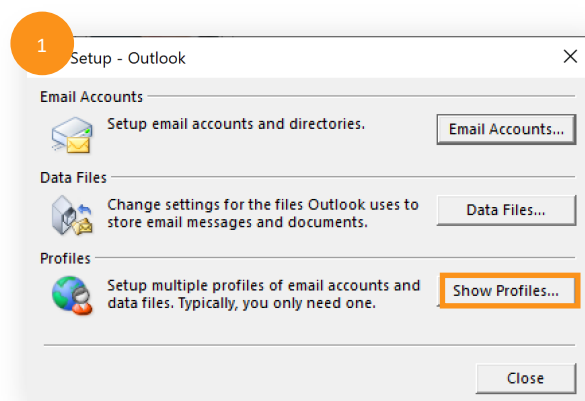 1
Setup - Outlook
Email Accounts
Setup email accounts and directories.
Email Accounts...
Data Files
Change settings for the files Outlook uses to
store email messages and documents.
Data Files...
Profiles
Setup multiple profiles of email accounts and
data files. Typically, you only need one.
Show Profiles...
Close